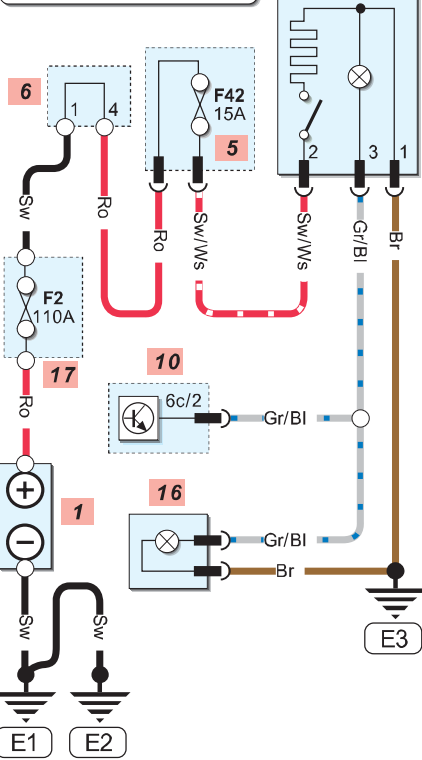 6
1 4
F42
15A
5
2 3 1
Sw
Ro
Ro
Sw/Ws
Sw/Ws
Gr/Bl
Br
F2
110A
17
10
6c/2
Ro
Gr/Bl
+
1
16
−
Gr/Bl
Br
Sw
Sw
E3
E1 E2